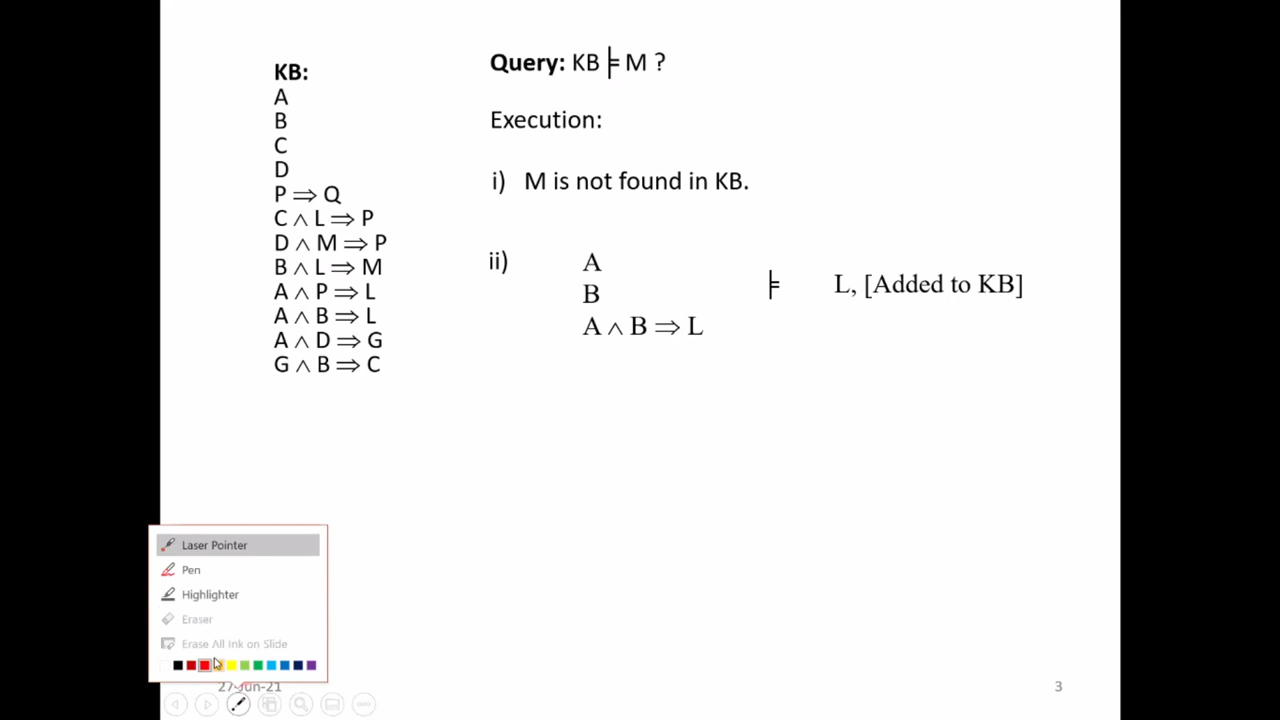 KB:
A
B
C
D
P ⇒ Q
C ∧ L ⇒ P
D ∧ M ⇒ P
B ∧ L ⇒ M
A ∧ P ⇒ L
A ∧ B ⇒ L
A ∧ D ⇒ G
G ∧ B ⇒ C
Query: KB ⊧ M ?
Execution:
i) M is not found in KB.
ii) A
B
A ∧ B ⇒ L
⊧ L, [Added to KB]
Laser Pointer
Pen
Highlighter
Eraser
Erase All Ink on Slide
27-Jun-21
3